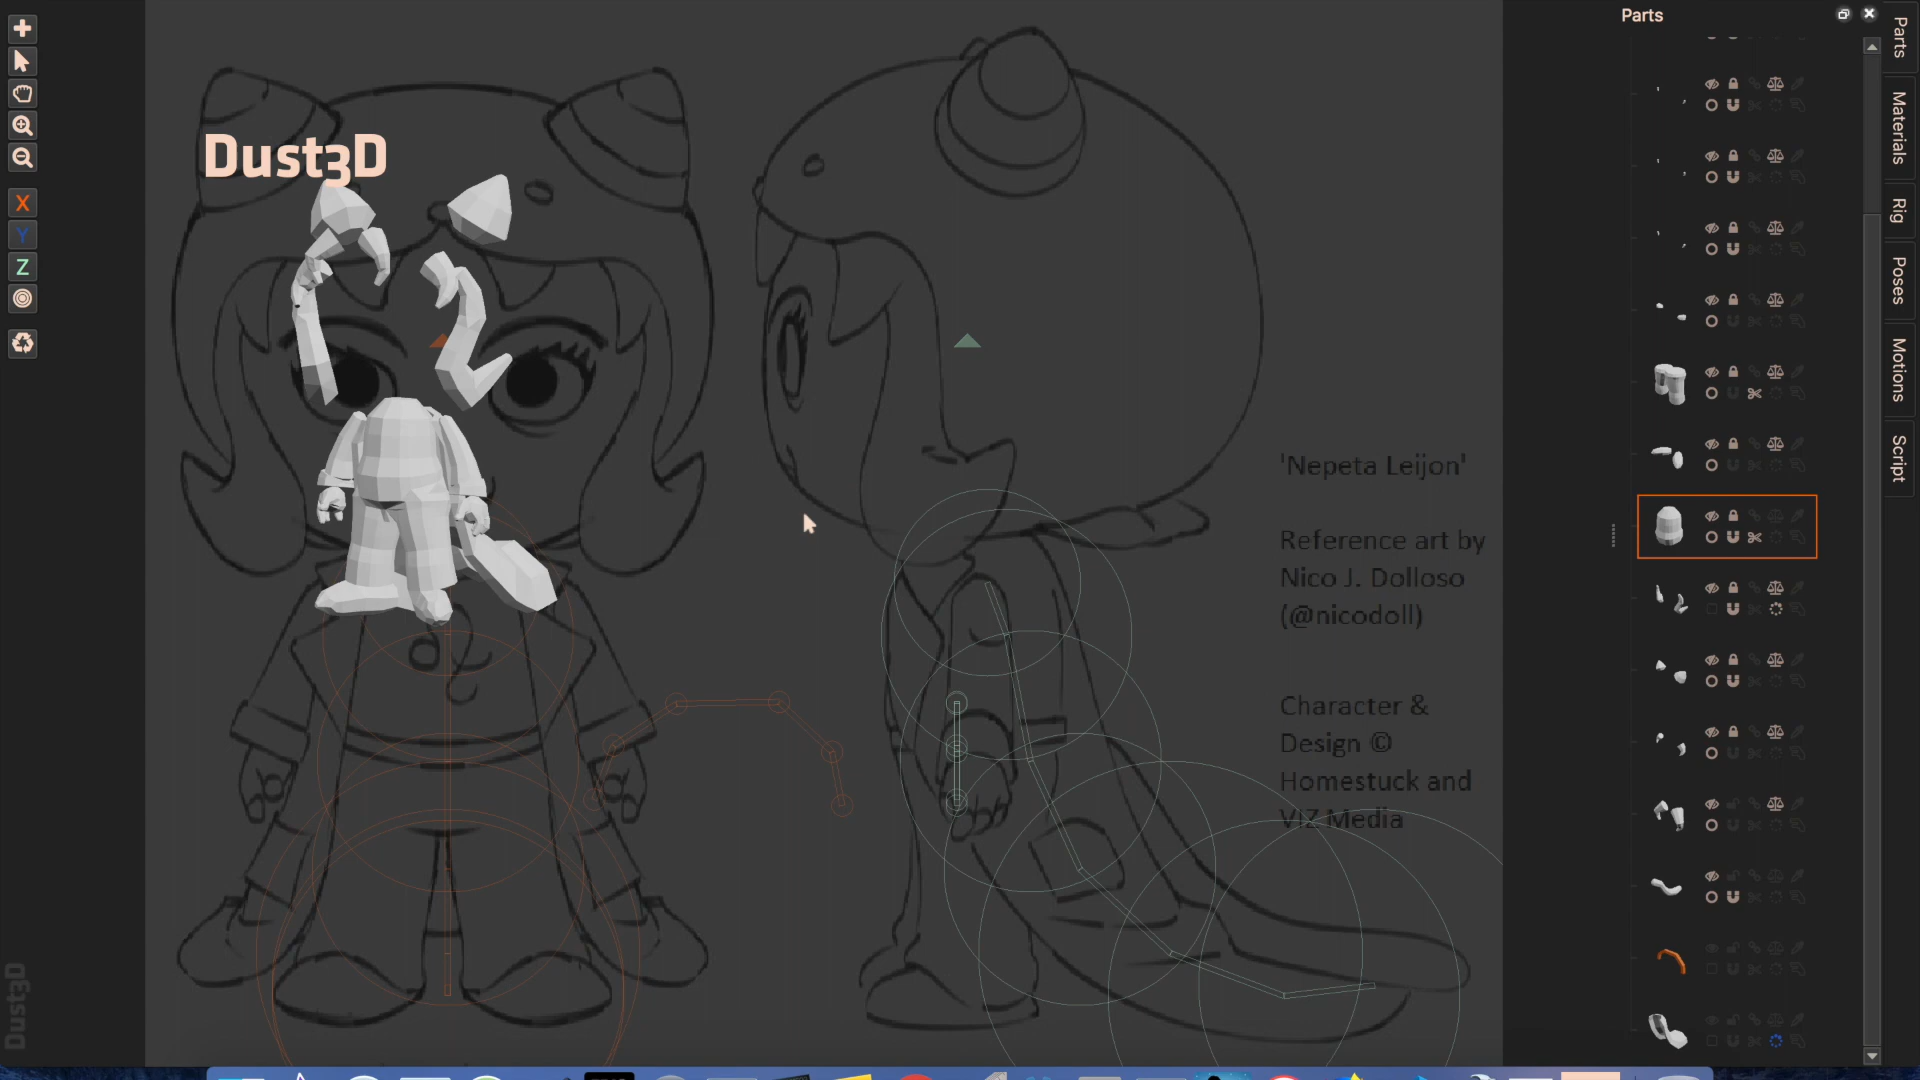 Parts
Dust3D
X
Y
Z
'Nepeta Leijon'
Reference art by
Nico J. Dolloso
(@nicodoll)
Character &
Design ©
Homestuck and
VIZ Media
Parts
Materials
Rig
Poses
Motions
Script
Dust3D